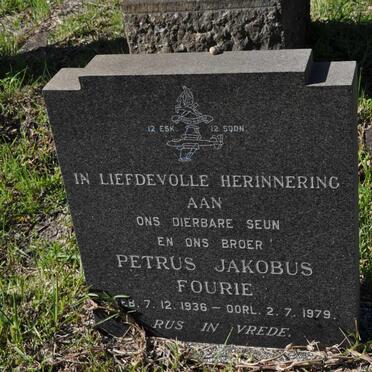 12 ESK. 12 SQDN.
IN LIEFDEVOLLE HERINNERING
AAN
ONS DIERBARE SEUN
EN ONS BROER
PETRUS JAKOBUS
FOURIE
EB. 7. 12. 1936 — OORL. 2. 7. 1979.
RUS IN VREDE.